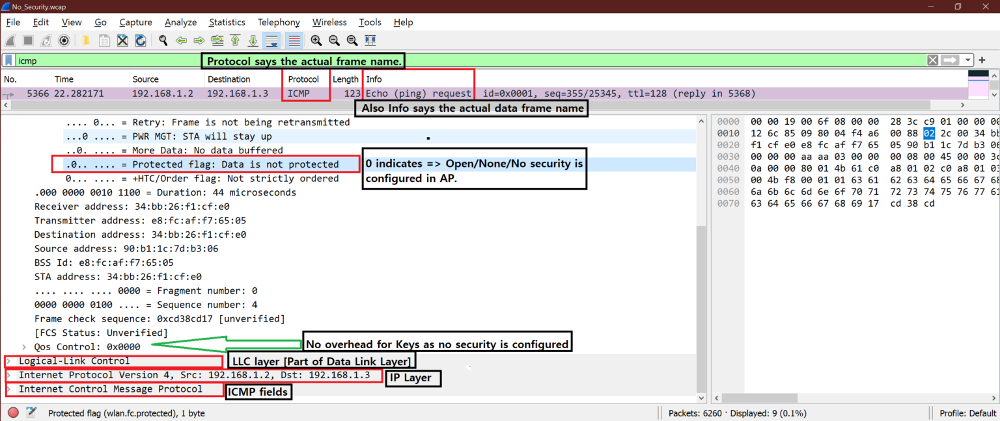 No_Security.wcap
File Edit View Go Capture Analyze Statistics Telephony Wireless Tools Help
icmp
Protocol says the actual frame name.
No. Time Source Destination Protocol Length Info
5366 22.282171 192.168.1.2 192.168.1.3 ICMP 123 Echo (ping) request id=0x0001, seq=355/25345, ttl=128 (reply in 5368)
Also Info says the actual data frame name
.... 0... = Retry: Frame is not being retransmitted
...0 .... = PWR MGT: STA will stay up
..0. .... = More Data: No data buffered
.0.. .... = Protected flag: Data is not protected
0... .... = +HTC/Order flag: Not strictly ordered
0 indicates => Open/None/No security is
configured in AP.
.000 0000 0010 1100 = Duration: 44 microseconds
Receiver address: 34:bb:26:f1:cf:e0
Transmitter address: e8:fc:af:f7:65:05
Destination address: 34:bb:26:f1:cf:e0
Source address: 90:b1:1c:7d:b3:06
BSS Id: e8:fc:af:f7:65:05
STA address: 34:bb:26:f1:cf:e0
.... .... .... 0000 = Fragment number: 0
0000 0000 0100 .... = Sequence number: 4
Frame check sequence: 0xcd38cd17 [unverified]
[FCS Status: Unverified]
Qos Control: 0x0000
No overhead for Keys as no security is configured
Logical-Link Control
LLC layer [Part of Data Link Layer]
Internet Protocol Version 4, Src: 192.168.1.2, Dst: 192.168.1.3
IP Layer
Internet Control Message Protocol
ICMP fields
0000 00 00 19 00 6f 08 00 00 28 3c c9 01 00 00 00
0010 12 6c 85 09 80 04 f4 a6 00 88 02 2c 00 34 bb
0020 f1 cf e0 e8 fc af f7 65 05 90 b1 1c 7d b3 06
0030 00 00 00 aa aa 03 00 00 00 08 00 45 00 00 3c
0040 0a 00 00 80 01 4b 61 c0 a8 01 02 c0 a8 01 03
0050 00 4b f8 00 01 01 63 61 62 63 64 65 66 67 68
0060 6a 6b 6c 6d 6e 6f 70 71 72 73 74 75 76 77 61
0070 63 64 65 66 67 68 69 17 cd 38 cd
Protected flag (wlan.fc.protected), 1 byte
Packets: 6260 · Displayed: 9 (0.1%)
Profile: Default